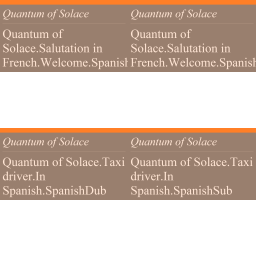 Quantum of Solace
Quantum of
Solace.Salutation in
French.Welcome.Spanish
Quantum of Solace
Quantum of
Solace.Salutation in
French.Welcome.Spanish
Quantum of Solace
Quantum of Solace.Taxi
driver.In
Spanish.SpanishDub
Quantum of Solace
Quantum of Solace.Taxi
driver.In
Spanish.SpanishSub